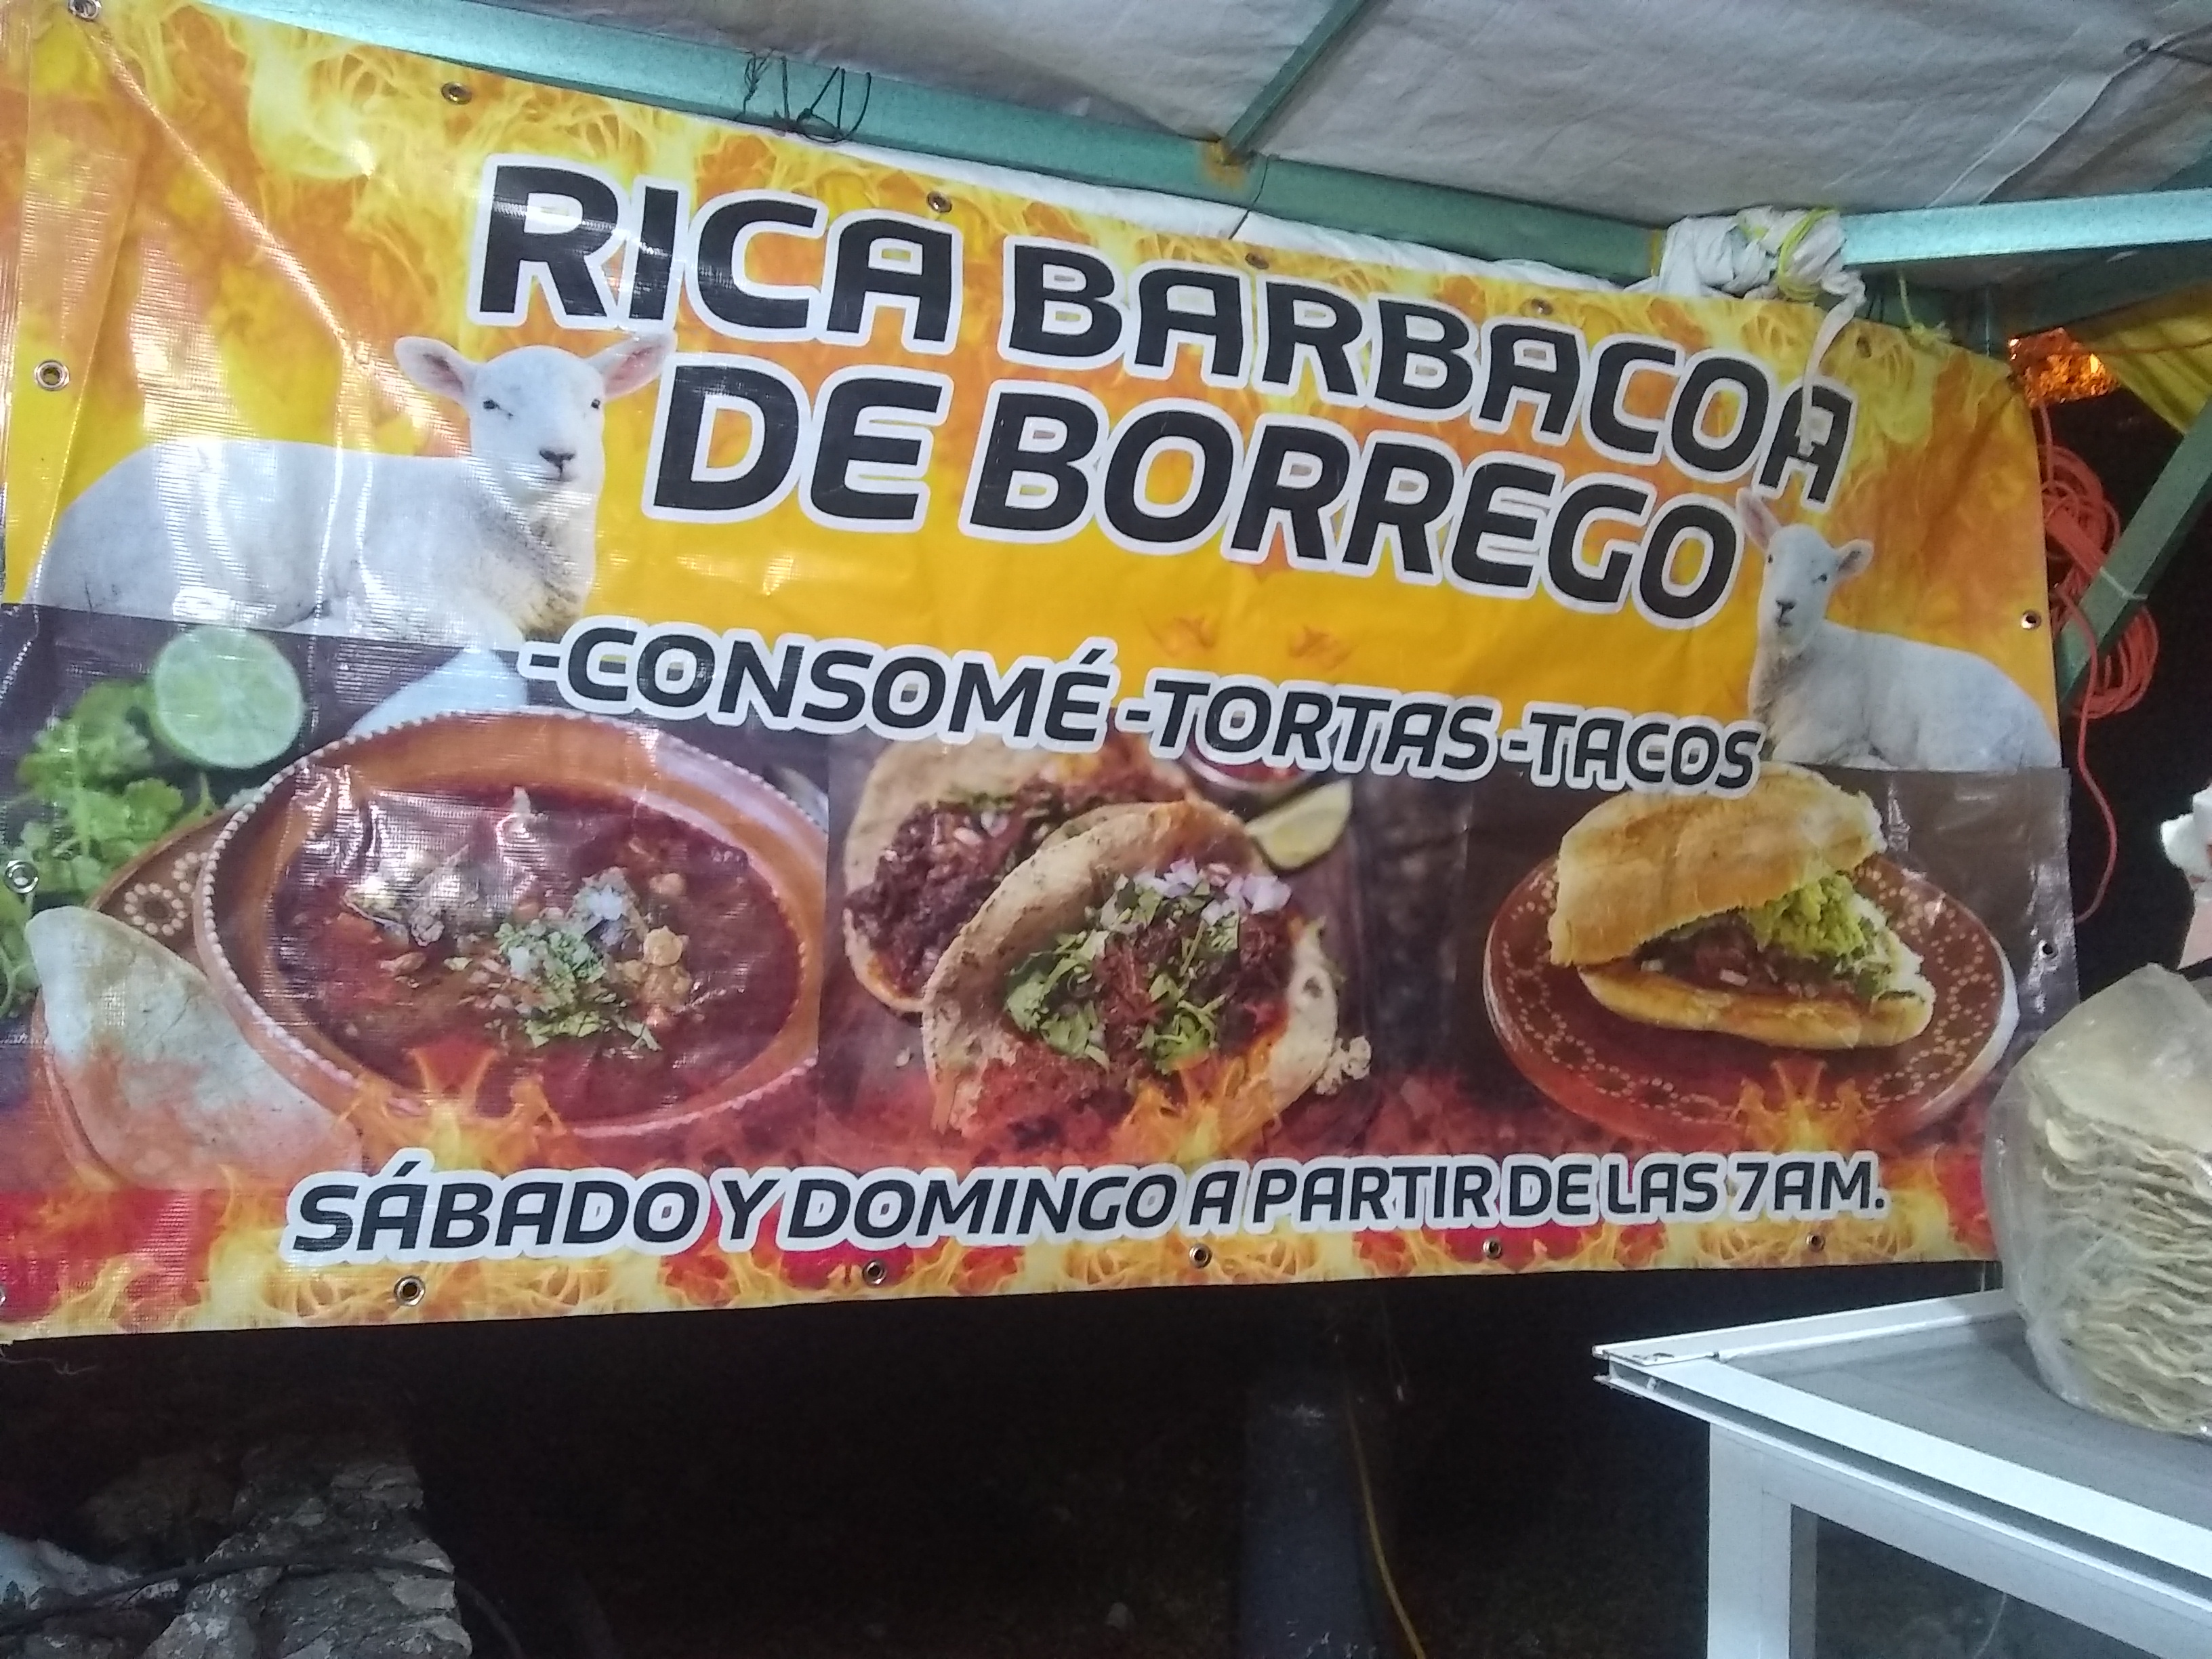 RICA BARBACOA
DE BORREGO
-CONSOMÉ -TORTAS -TACOS
SÁBADO Y DOMINGO A PARTIR DE LAS 7AM.